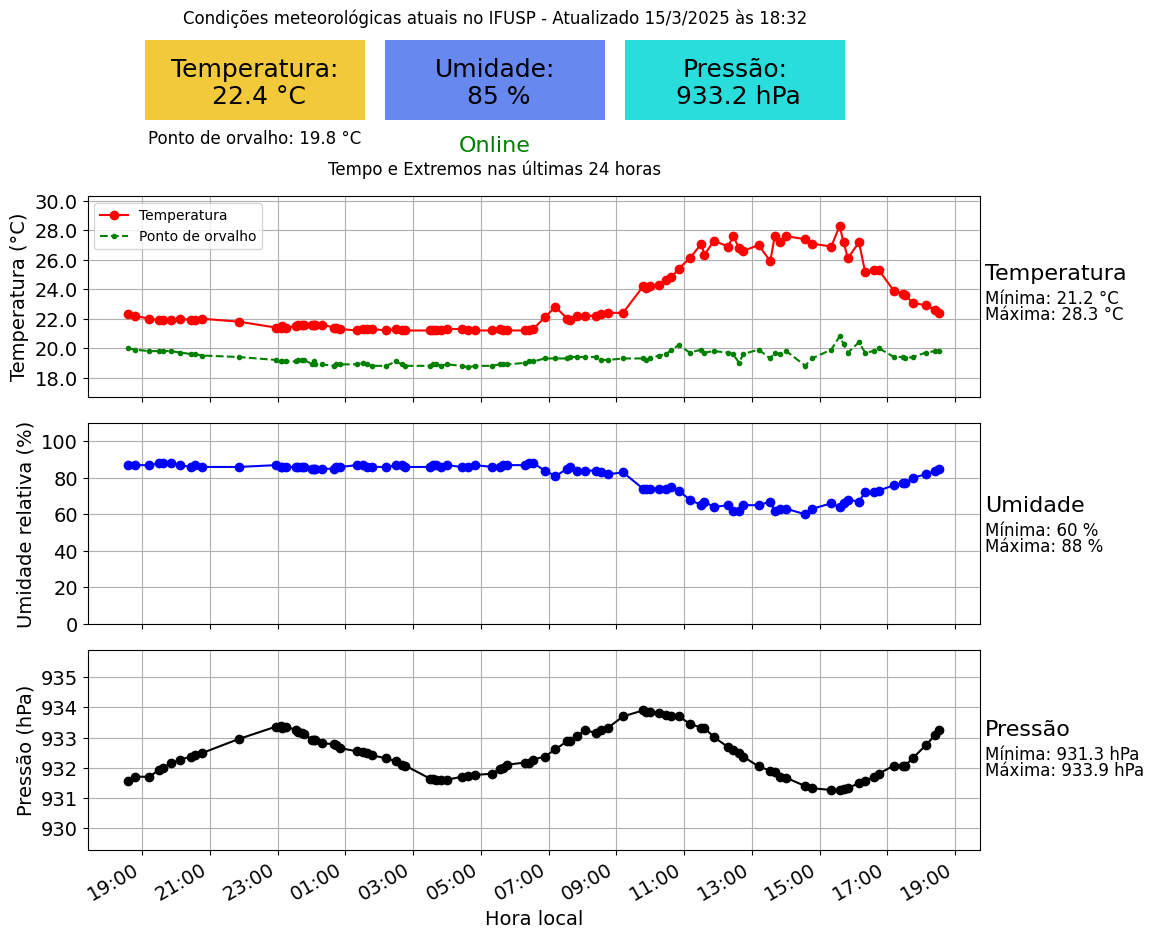 Condições meteorológicas atuais no IFUSP - Atualizado 15/3/2025 às 18:32
Temperatura:
22.4 °C
Umidade:
85 %
Pressão:
933.2 hPa
Ponto de orvalho: 19.8 °C
Online
Tempo e Extremos nas últimas 24 horas
Temperatura (°C)
30.0
28.0
26.0
24.0
22.0
20.0
18.0
Temperatura
Ponto de orvalho
Temperatura
Mínima: 21.2 °C
Máxima: 28.3 °C
Umidade relativa (%)
100
80
60
40
20
0
Umidade
Mínima: 60 %
Máxima: 88 %
Pressão (hPa)
935
934
933
932
931
930
Pressão
Mínima: 931.3 hPa
Máxima: 933.9 hPa
19:00 21:00 23:00 01:00 03:00 05:00 07:00 09:00 11:00 13:00 15:00 17:00 19:00
Hora local